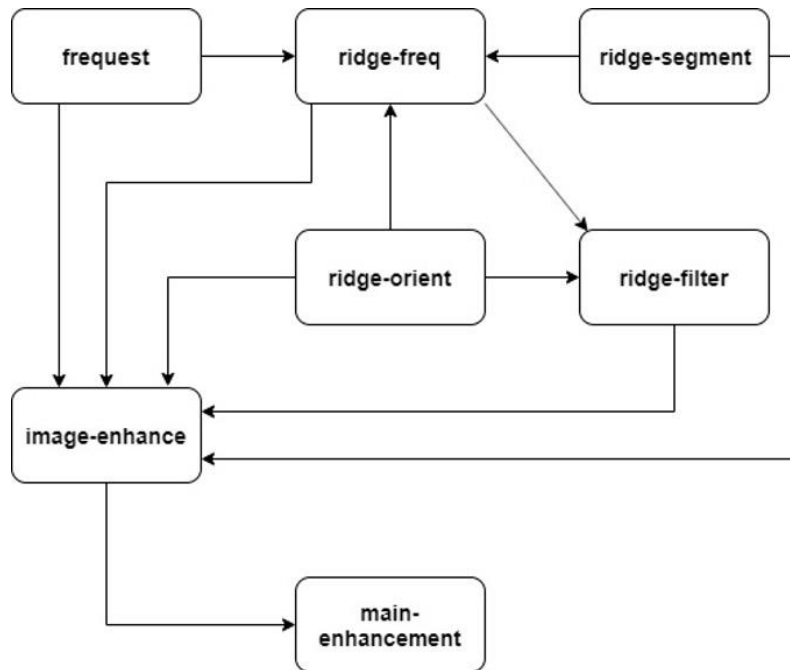 frequest
ridge-freq
ridge-segment
ridge-orient
ridge-filter
image-enhance
main-
enhancement